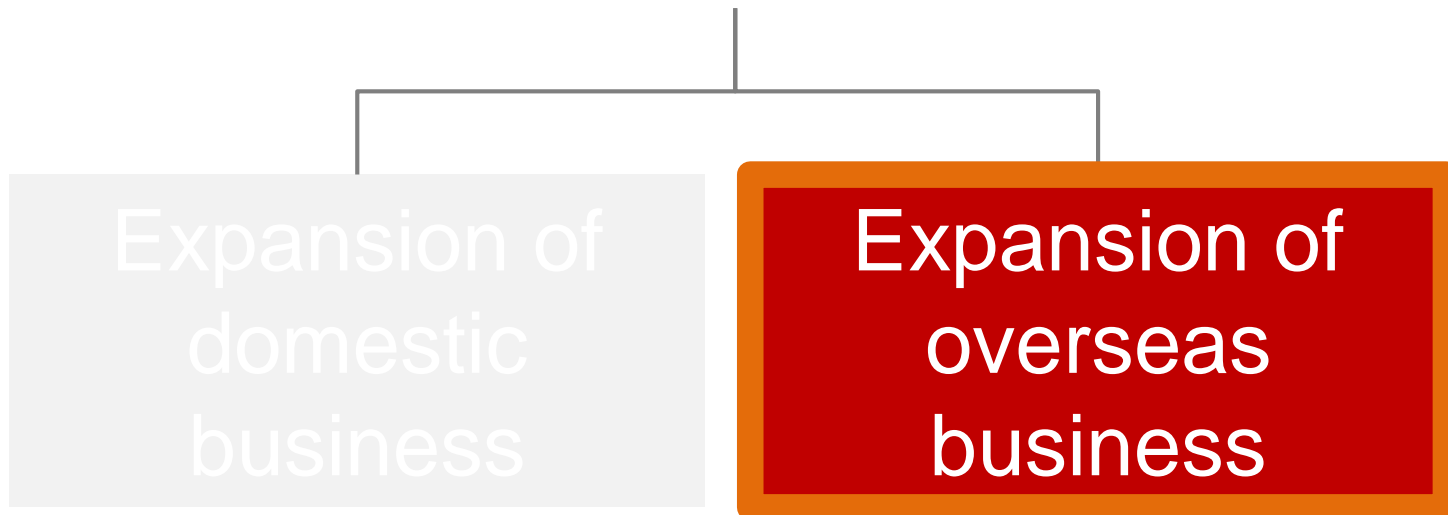 Expansion of
domestic
business
Expansion of
overseas
business